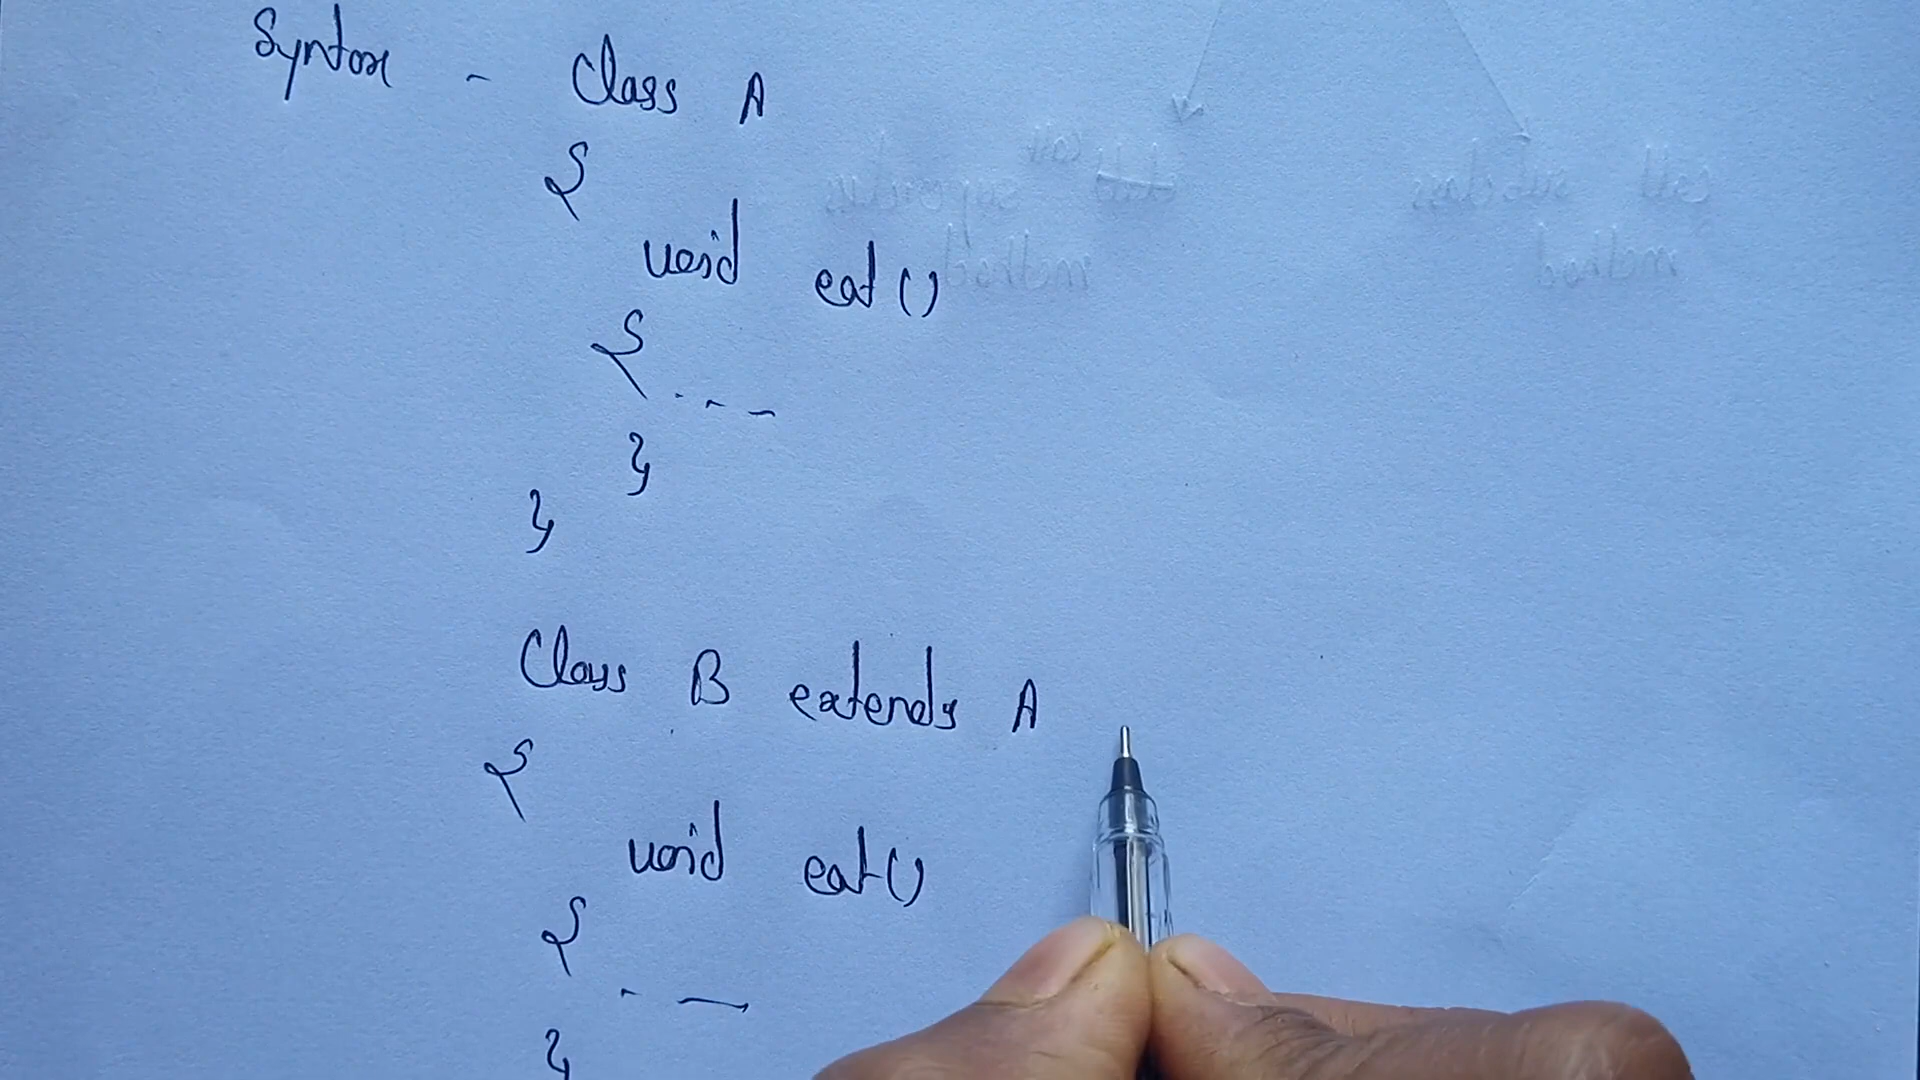 Syntax - Class A
{
void eat ()
{ . - -
}
}
Class B extends A
{
void eat ()
{
. —
}